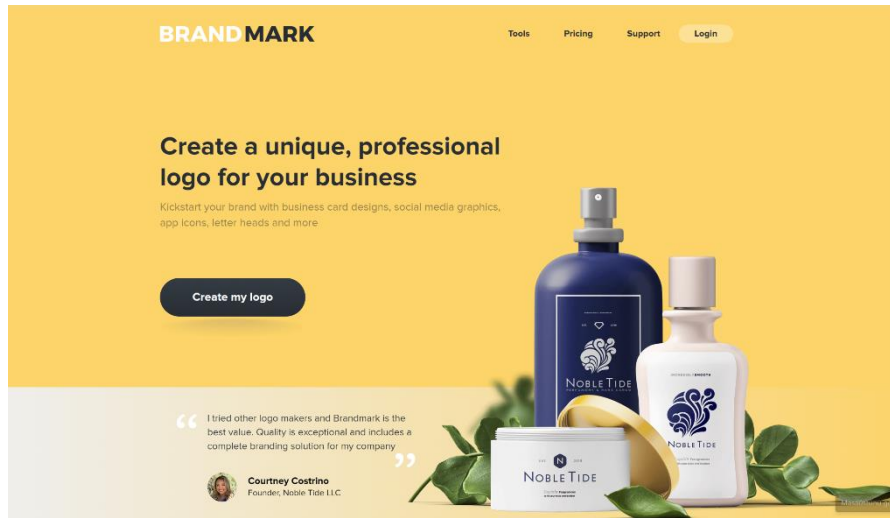 BRANDMARK
Tools Pricing Support Login
Create a unique, professional
logo for your business
Kickstart your brand with business card designs, social media graphics,
app icons, letter heads and more
Create my logo
“ I tried other logo makers and Brandmark is the
best value. Quality is exceptional and includes a
complete branding solution for my company ”
Courtney Costrino
Founder, Noble Tide LLC
NOBLE TIDE
NOBLE TIDE
N
NOBLE TIDE